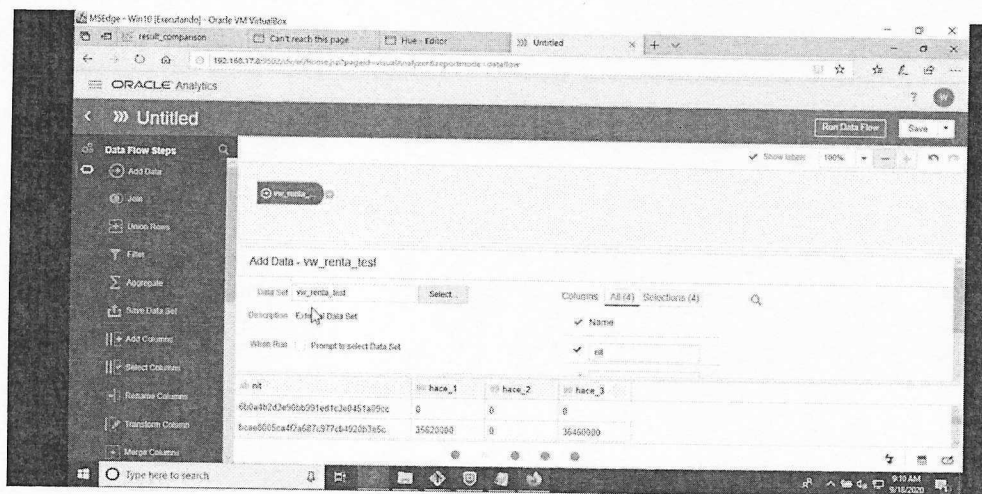 MSEdge - Win10 [Executando] - Oracle VM VirtualBox
result_comparison
Can't reach this page
Hue - Editor
Untitled
ORACLE Analytics
W
Untitled
Run Data Flow
Save
Data Flow Steps
Show labels
100%
Add Data
vw_renta_...
Join
Union Rows
Filter
Add Data - vw_renta_test
Aggregate
Data Set vw_renta_test
Select...
Columns All (4) Selections (4)
Save Data Set
Description External Data Set
Name
Add Columns
When Run Prompt to select Data Set
nit
Select Columns
nit
hace_1
hace_2
hace_3
Rename Columns
0
0
0
Transform Column
35620000
0
36460000
Merge Columns
Type here to search
9:10 AM
9/18/2020